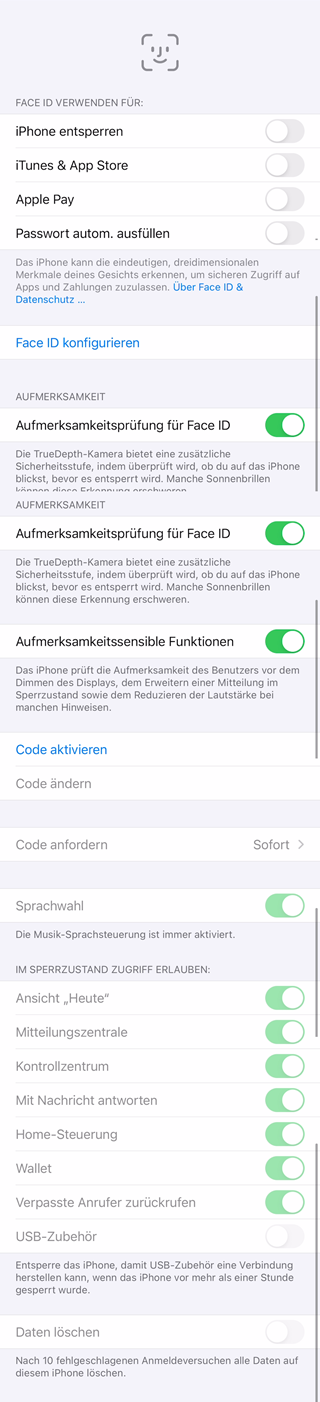 FACE ID VERWENDEN FÜR:
iPhone entsperren
iTunes & App Store
Apple Pay
Passwort autom. ausfüllen
Das iPhone kann die eindeutigen, dreidimensionalen
Merkmale deines Gesichts erkennen, um sicheren Zugriff auf
Apps und Zahlungen zuzulassen. Über Face ID &
Datenschutz ...
Face ID konfigurieren
AUFMERKSAMKEIT
Aufmerksamkeitsprüfung für Face ID
Die TrueDepth-Kamera bietet eine zusätzliche
Sicherheitsstufe, indem überprüft wird, ob du auf das iPhone
blickst, bevor es entsperrt wird. Manche Sonnenbrillen
können diese Erkennung erschweren.
AUFMERKSAMKEIT
Aufmerksamkeitsprüfung für Face ID
Die TrueDepth-Kamera bietet eine zusätzliche
Sicherheitsstufe, indem überprüft wird, ob du auf das iPhone
blickst, bevor es entsperrt wird. Manche Sonnenbrillen
können diese Erkennung erschweren.
Aufmerksamkeitssensible Funktionen
Das iPhone prüft die Aufmerksamkeit des Benutzers vor dem
Dimmen des Displays, dem Erweitern einer Mitteilung im
Sperrzustand sowie dem Reduzieren der Lautstärke bei
manchen Hinweisen.
Code aktivieren
Code ändern
Code anfordern Sofort
Sprachwahl
Die Musik-Sprachsteuerung ist immer aktiviert.
IM SPERRZUSTAND ZUGRIFF ERLAUBEN:
Ansicht „Heute“
Mitteilungszentrale
Kontrollzentrum
Mit Nachricht antworten
Home-Steuerung
Wallet
Verpasste Anrufer zurückrufen
USB-Zubehör
Entsperre das iPhone, damit USB-Zubehör eine Verbindung
herstellen kann, wenn das iPhone vor mehr als einer Stunde
gesperrt wurde.
Daten löschen
Nach 10 fehlgeschlagenen Anmeldeversuchen alle Daten auf
diesem iPhone löschen.